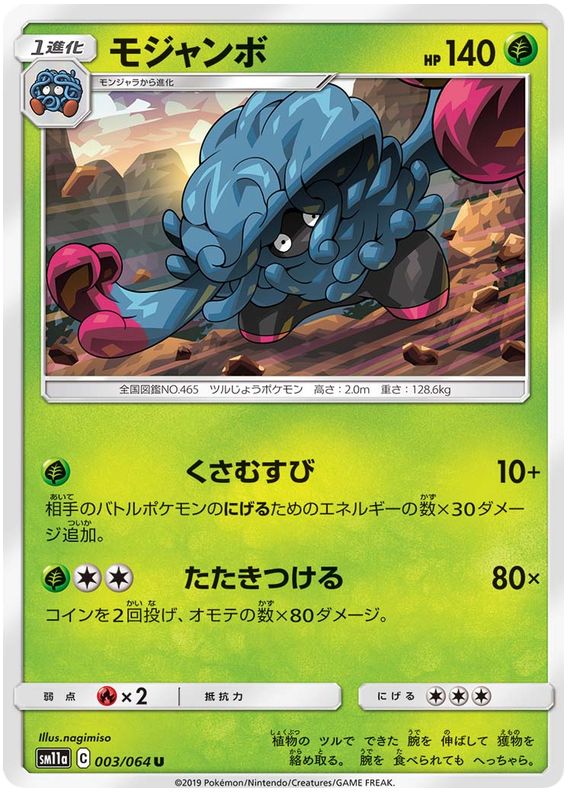 1進化
モジャンボ
HP 140
モンジャラから進化
全国図鑑NO.465 ツルじょうポケモン 高さ:2.0m 重さ:128.6kg
くさむすび 10+
相手のバトルポケモンのにげるためのエネルギーの数×30ダメー
ジ追加。
たたきつける 80×
コインを2回投げ、オモテの数×80ダメージ。
弱点 ×2 抵抗力 にげる
Illus.nagimiso
sm11a C 003/064 U
植物の ツルで できた 腕を 伸ばして 獲物を
絡め取る。 腕を 食べられても へっちゃら。
©2019 Pokémon/Nintendo/Creatures/GAME FREAK.